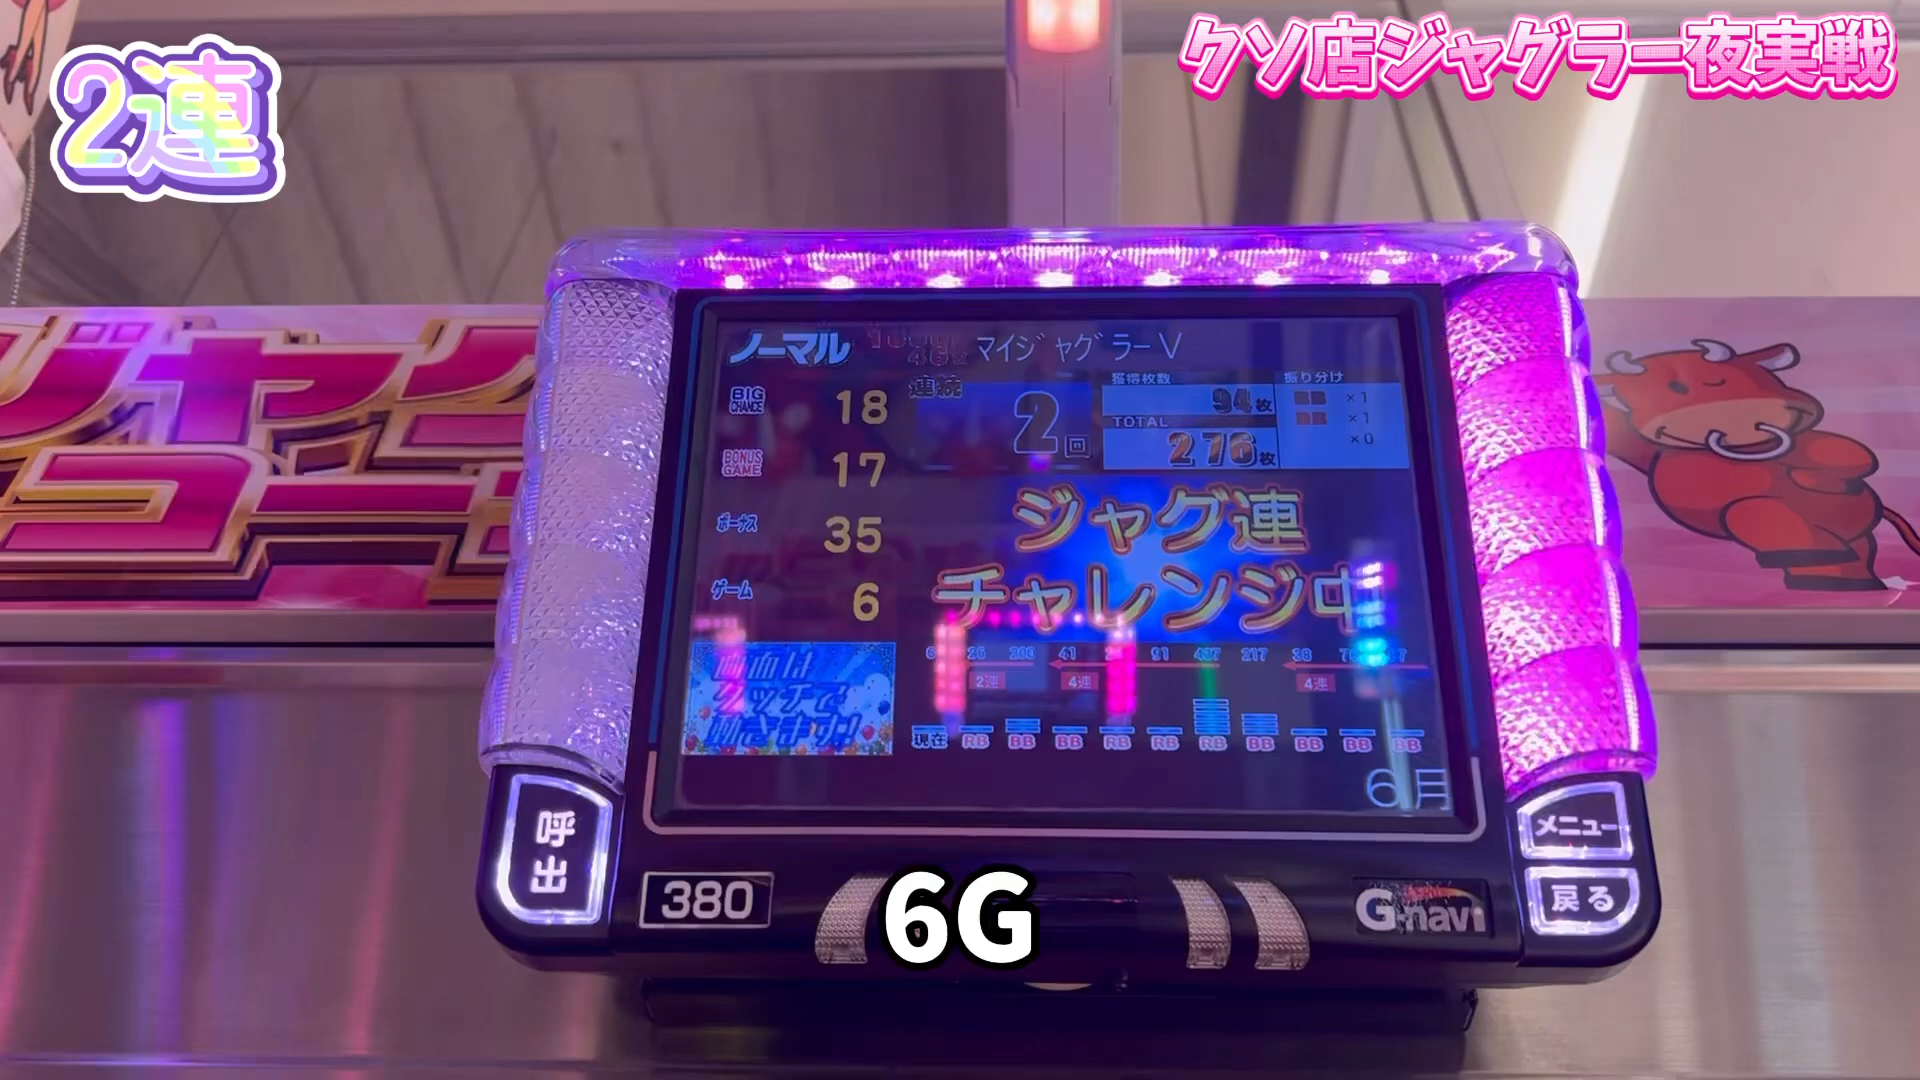 2連
クソ店ジャグラー夜実戦
ノーマル
マイジャグラーV
BIG CHANCE
18
連続
2回
獲得枚数
94枚
TOTAL
276枚
振り分け
×1
×1
×0
BONUS GAME
17
ボーナス
35
ゲーム
6
ジャグ連
チャレンジ中
26 280 41 91 437 217 38
2連 4連 4連
現在 RB BB BB RB RB RB BB BB BB BB
画面は
タッチで
動きます!!
6月
呼出
メニュー
戻る
380
6G
G-navi